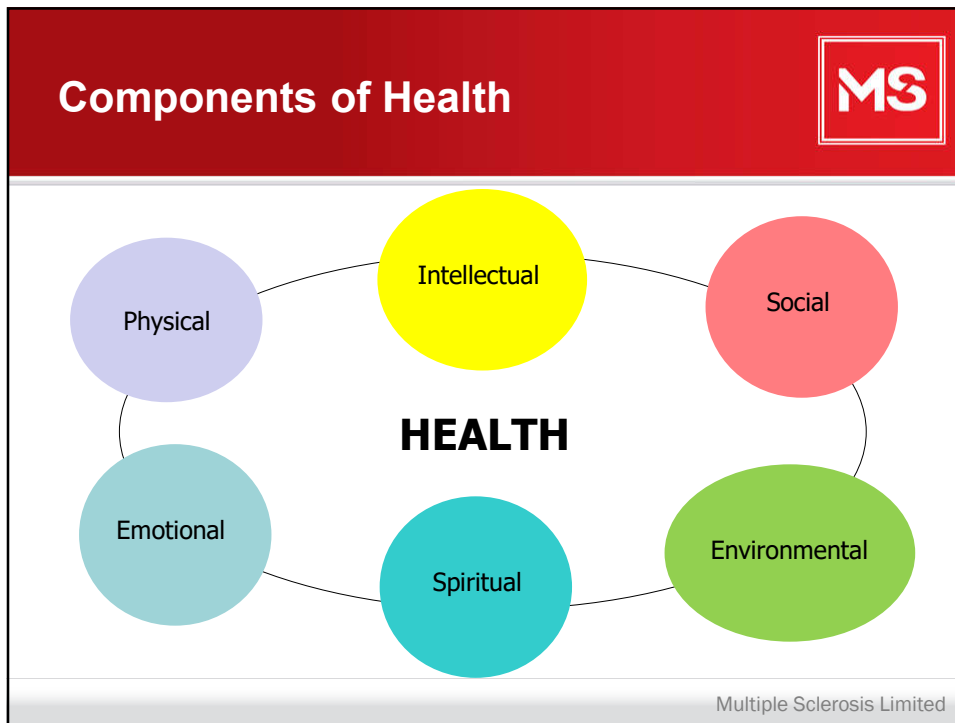 Components of Health
MS
Physical
Intellectual
Social
HEALTH
Emotional
Spiritual
Environmental
Multiple Sclerosis Limited